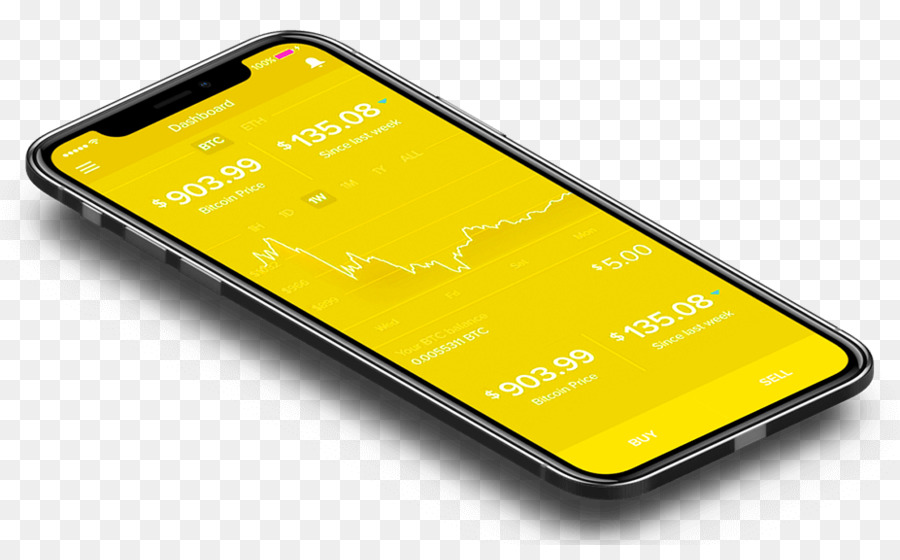 100%
Dashboard
BTC ETH
$903.99
Bitcoin Price
$135.08
Since last week
1H 1D 1W 1M 1Y ALL
$899
Wed Fri Sat Mon
Your BTC balance
0.0055311 BTC
$5.00
$903.99
Bitcoin Price
$135.08
Since last week
BUY SELL